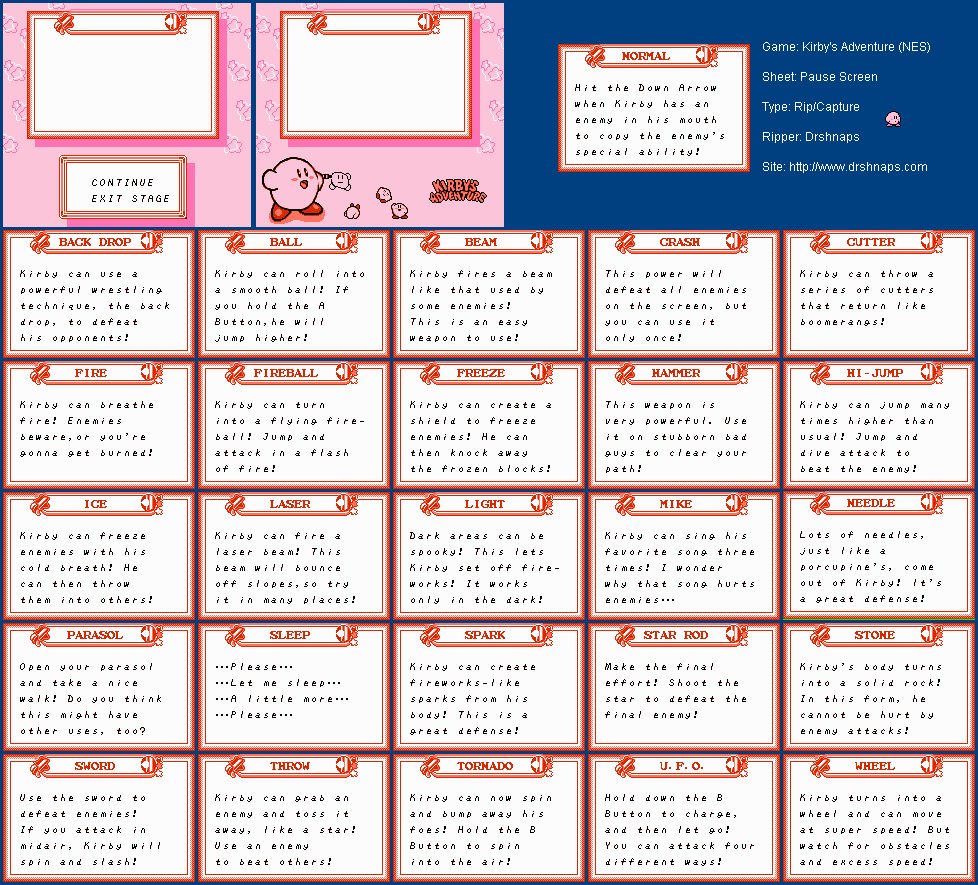 CONTINUE
EXIT STAGE
KIRBY'S
ADVENTURE
NORMAL
Hit the Down Arrow
when Kirby has an
enemy in his mouth
to copy the enemy's
special ability!
Game: Kirby's Adventure (NES)
Sheet: Pause Screen
Type: Rip/Capture
Ripper: Drshnaps
Site: http://www.drshnaps.com
BACK DROP
Kirby can use a
powerful wrestling
technique, the back
drop, to defeat
his opponents!
BALL
Kirby can roll into
a smooth ball! If
you hold the A
Button,he will
jump higher!
BEAM
Kirby fires a beam
like that used by
some enemies!
This is an easy
weapon to use!
CRASH
This power will
defeat all enemies
on the screen, but
you can use it
only once!
CUTTER
Kirby can throw a
series of cutters
that return like
boomerangs!
FIRE
Kirby can breathe
fire! Enemies
beware,or you're
gonna get burned!
FIREBALL
Kirby can turn
into a flying fire-
ball! Jump and
attack in a flash
of fire!
FREEZE
Kirby can create a
shield to freeze
enemies! He can
then knock away
the frozen blocks!
HAMMER
This weapon is
very powerful. Use
it on stubborn bad
guys to clear your
path!
HI-JUMP
Kirby can jump many
times higher than
usual! Jump and
dive attack to
beat the enemy!
ICE
Kirby can freeze
enemies with his
cold breath! He
can then throw
them into others!
LASER
Kirby can fire a
laser beam! This
beam will bounce
off slopes,so try
it in many places!
LIGHT
Dark areas can be
spooky! This lets
Kirby set off fire-
works! It works
only in the dark!
MIKE
Kirby can sing his
favorite song three
times! I wonder
why that song hurts
enemies···
NEEDLE
Lots of needles,
just like a
porcupine's, come
out of Kirby! It's
a great defense!
PARASOL
Open your parasol
and take a nice
walk! Do you think
this might have
other uses, too?
SLEEP
···Please···
···Let me sleep···
···A little more···
···Please···
SPARK
Kirby can create
fireworks-like
sparks from his
body! This is a
great defense!
STAR ROD
Make the final
effort! Shoot the
star to defeat the
final enemy!
STONE
Kirby's body turns
into a solid rock!
In this form, he
cannot be hurt by
enemy attacks!
SWORD
Use the sword to
defeat enemies!
If you attack in
midair, Kirby will
spin and slash!
THROW
Kirby can grab an
enemy and toss it
away, like a star!
Use an enemy
to beat others!
TORNADO
Kirby can now spin
and bump away his
foes! Hold the B
Button to spin
into the air!
U.F.O.
Hold down the B
Button to charge,
and then let go!
You can attack four
different ways!
WHEEL
Kirby turns into a
wheel and can move
at super speed! But
watch for obstacles
and excess speed!